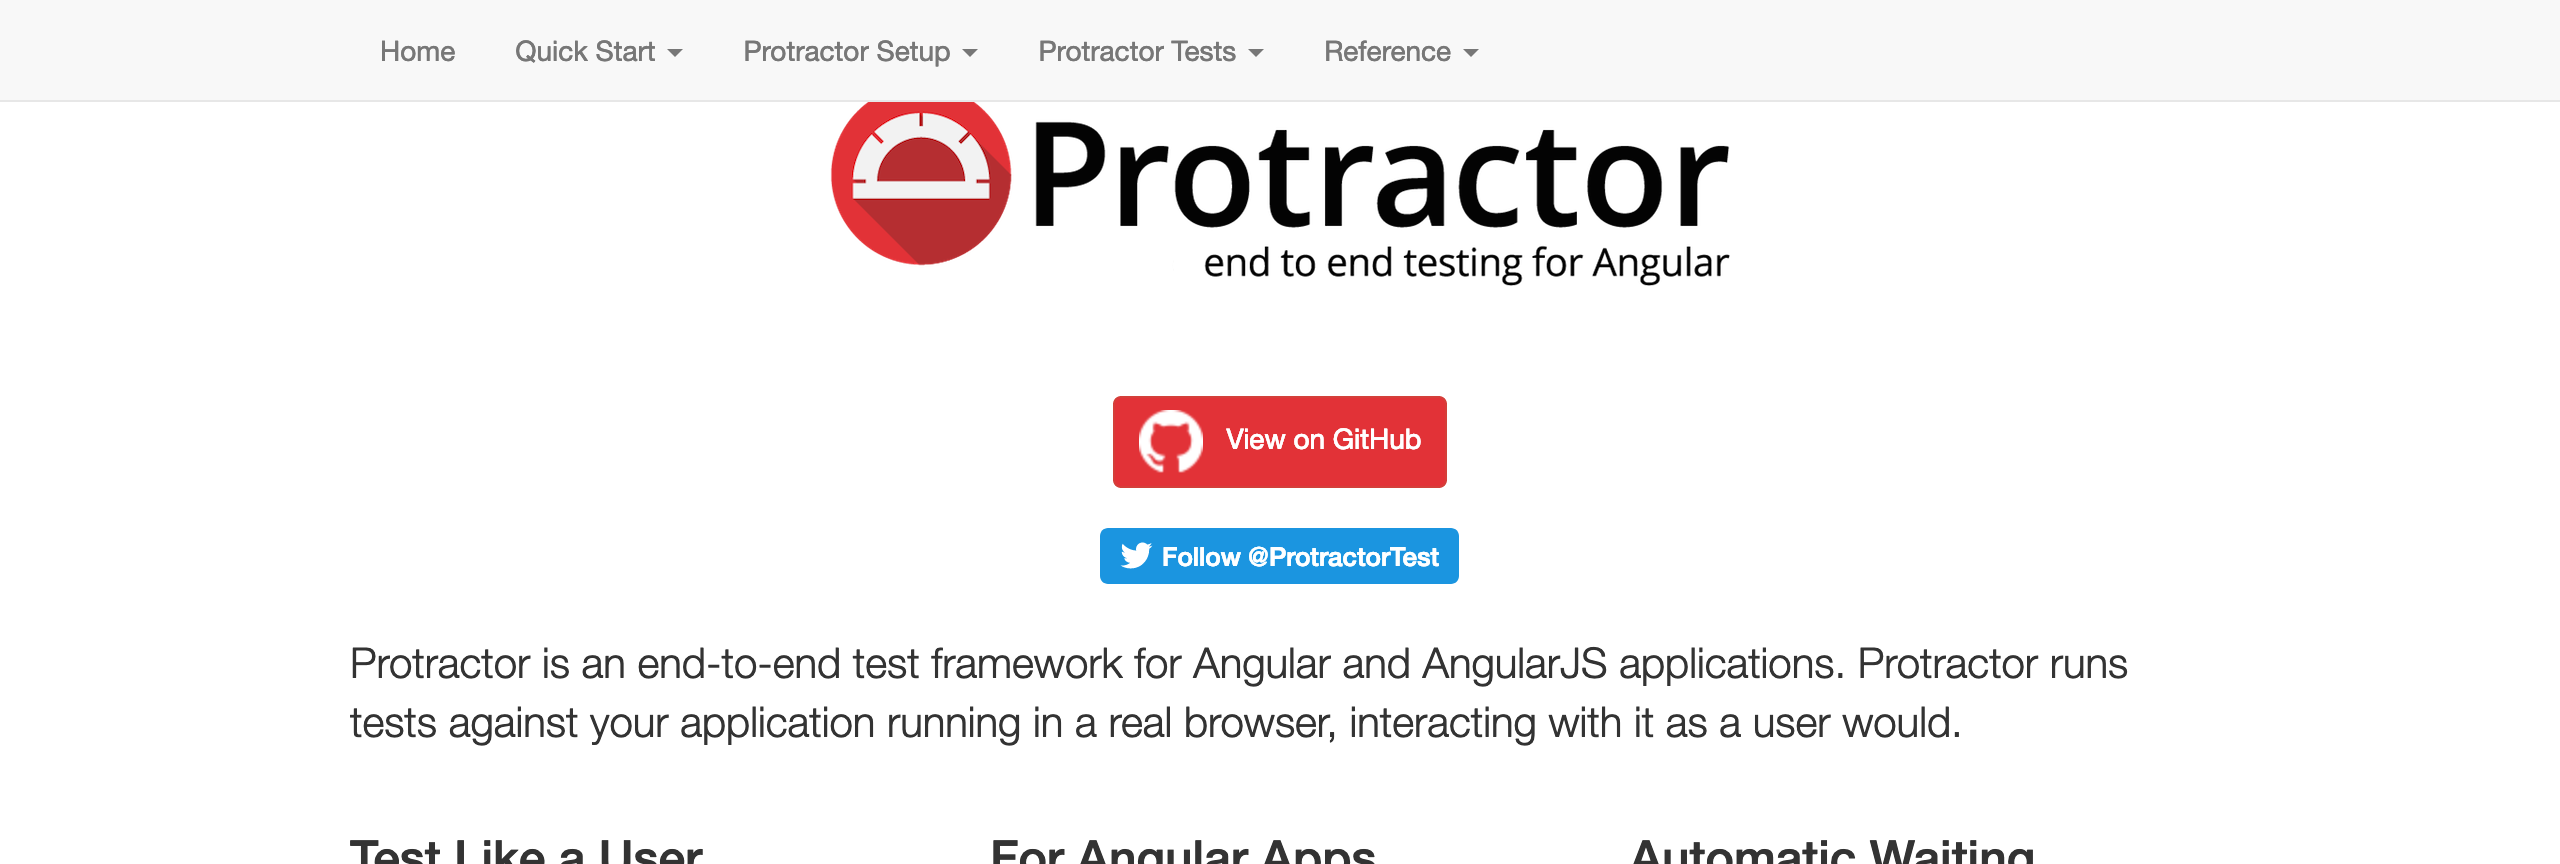 Home Quick Start Protractor Setup Protractor Tests Reference
Protractor
end to end testing for Angular
View on GitHub
Follow @ProtractorTest
Protractor is an end-to-end test framework for Angular and AngularJS applications. Protractor runs
tests against your application running in a real browser, interacting with it as a user would.
Test Like a User For Angular Apps Automatic Waiting